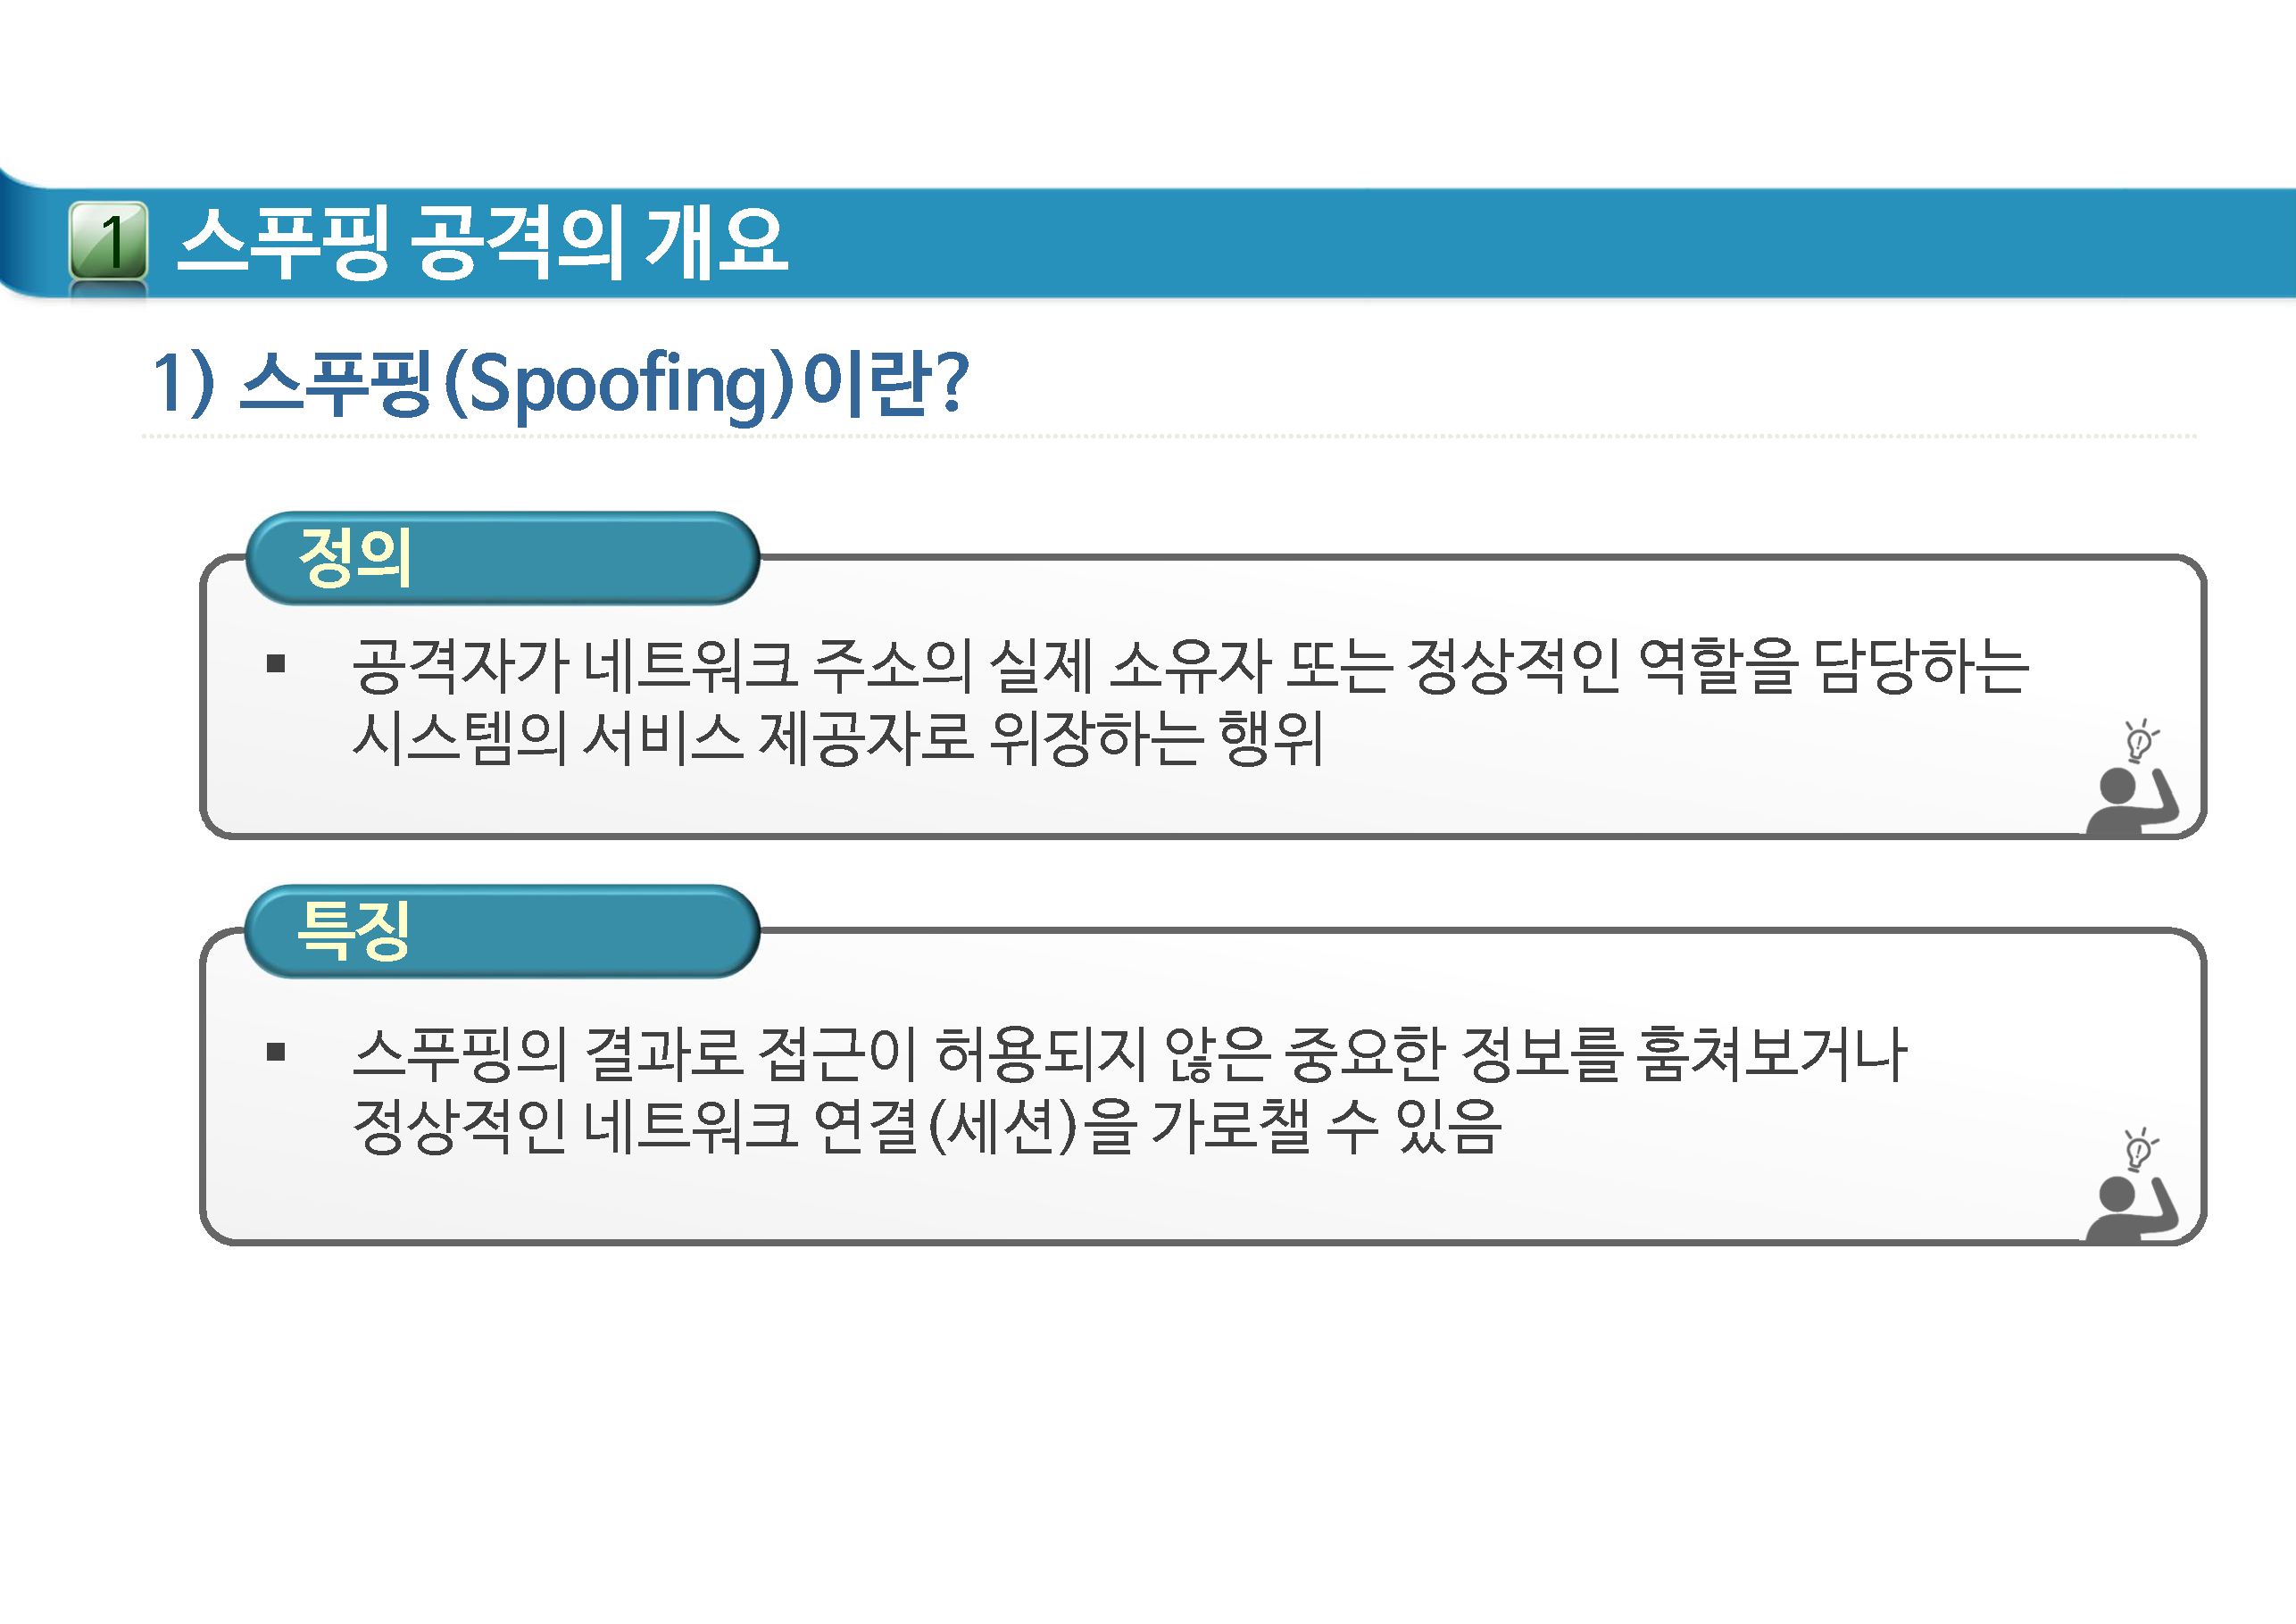 1 스푸핑 공격의 개요
1) 스푸핑(Spoofing)이란?
정의
▪ 공격자가 네트워크 주소의 실제 소유자 또는 정상적인 역할을 담당하는
시스템의 서비스 제공자로 위장하는 행위
특징
▪ 스푸핑의 결과로 접근이 허용되지 않은 중요한 정보를 훔쳐보거나
정상적인 네트워크 연결(세션)을 가로챌 수 있음